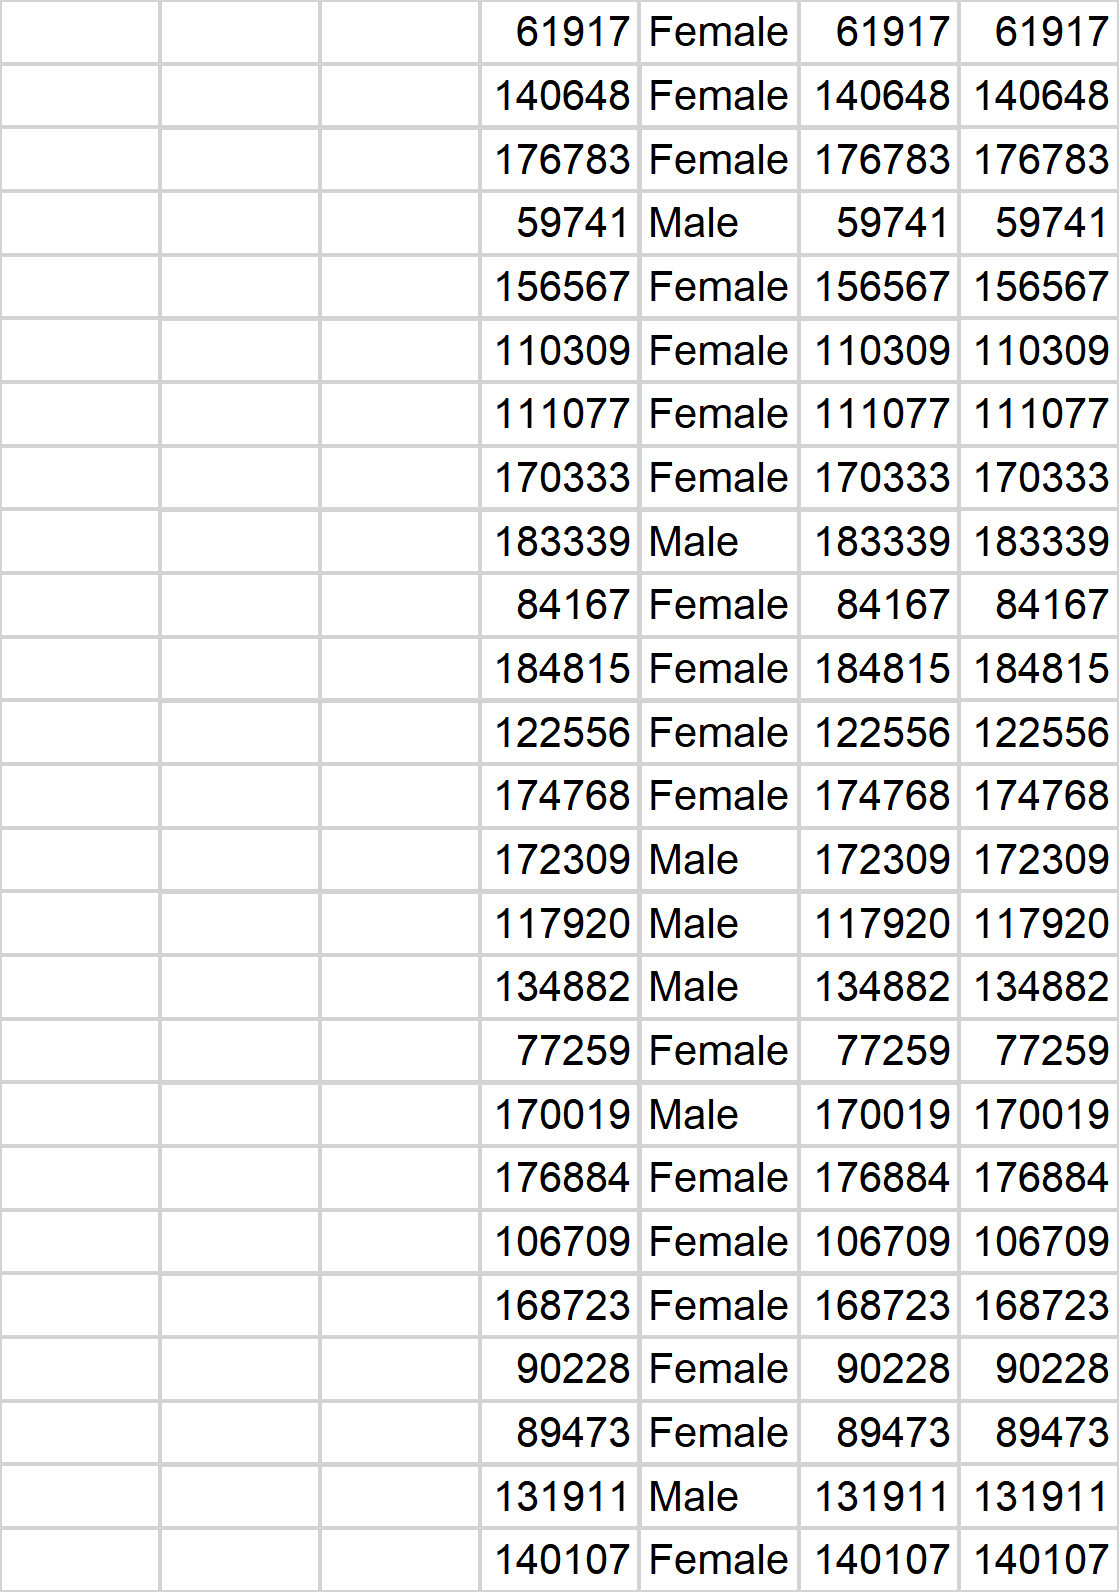 61917 Female 61917 61917
140648 Female 140648 140648
176783 Female 176783 176783
59741 Male 59741 59741
156567 Female 156567 156567
110309 Female 110309 110309
111077 Female 111077 111077
170333 Female 170333 170333
183339 Male 183339 183339
84167 Female 84167 84167
184815 Female 184815 184815
122556 Female 122556 122556
174768 Female 174768 174768
172309 Male 172309 172309
117920 Male 117920 117920
134882 Male 134882 134882
77259 Female 77259 77259
170019 Male 170019 170019
176884 Female 176884 176884
106709 Female 106709 106709
168723 Female 168723 168723
90228 Female 90228 90228
89473 Female 89473 89473
131911 Male 131911 131911
140107 Female 140107 140107